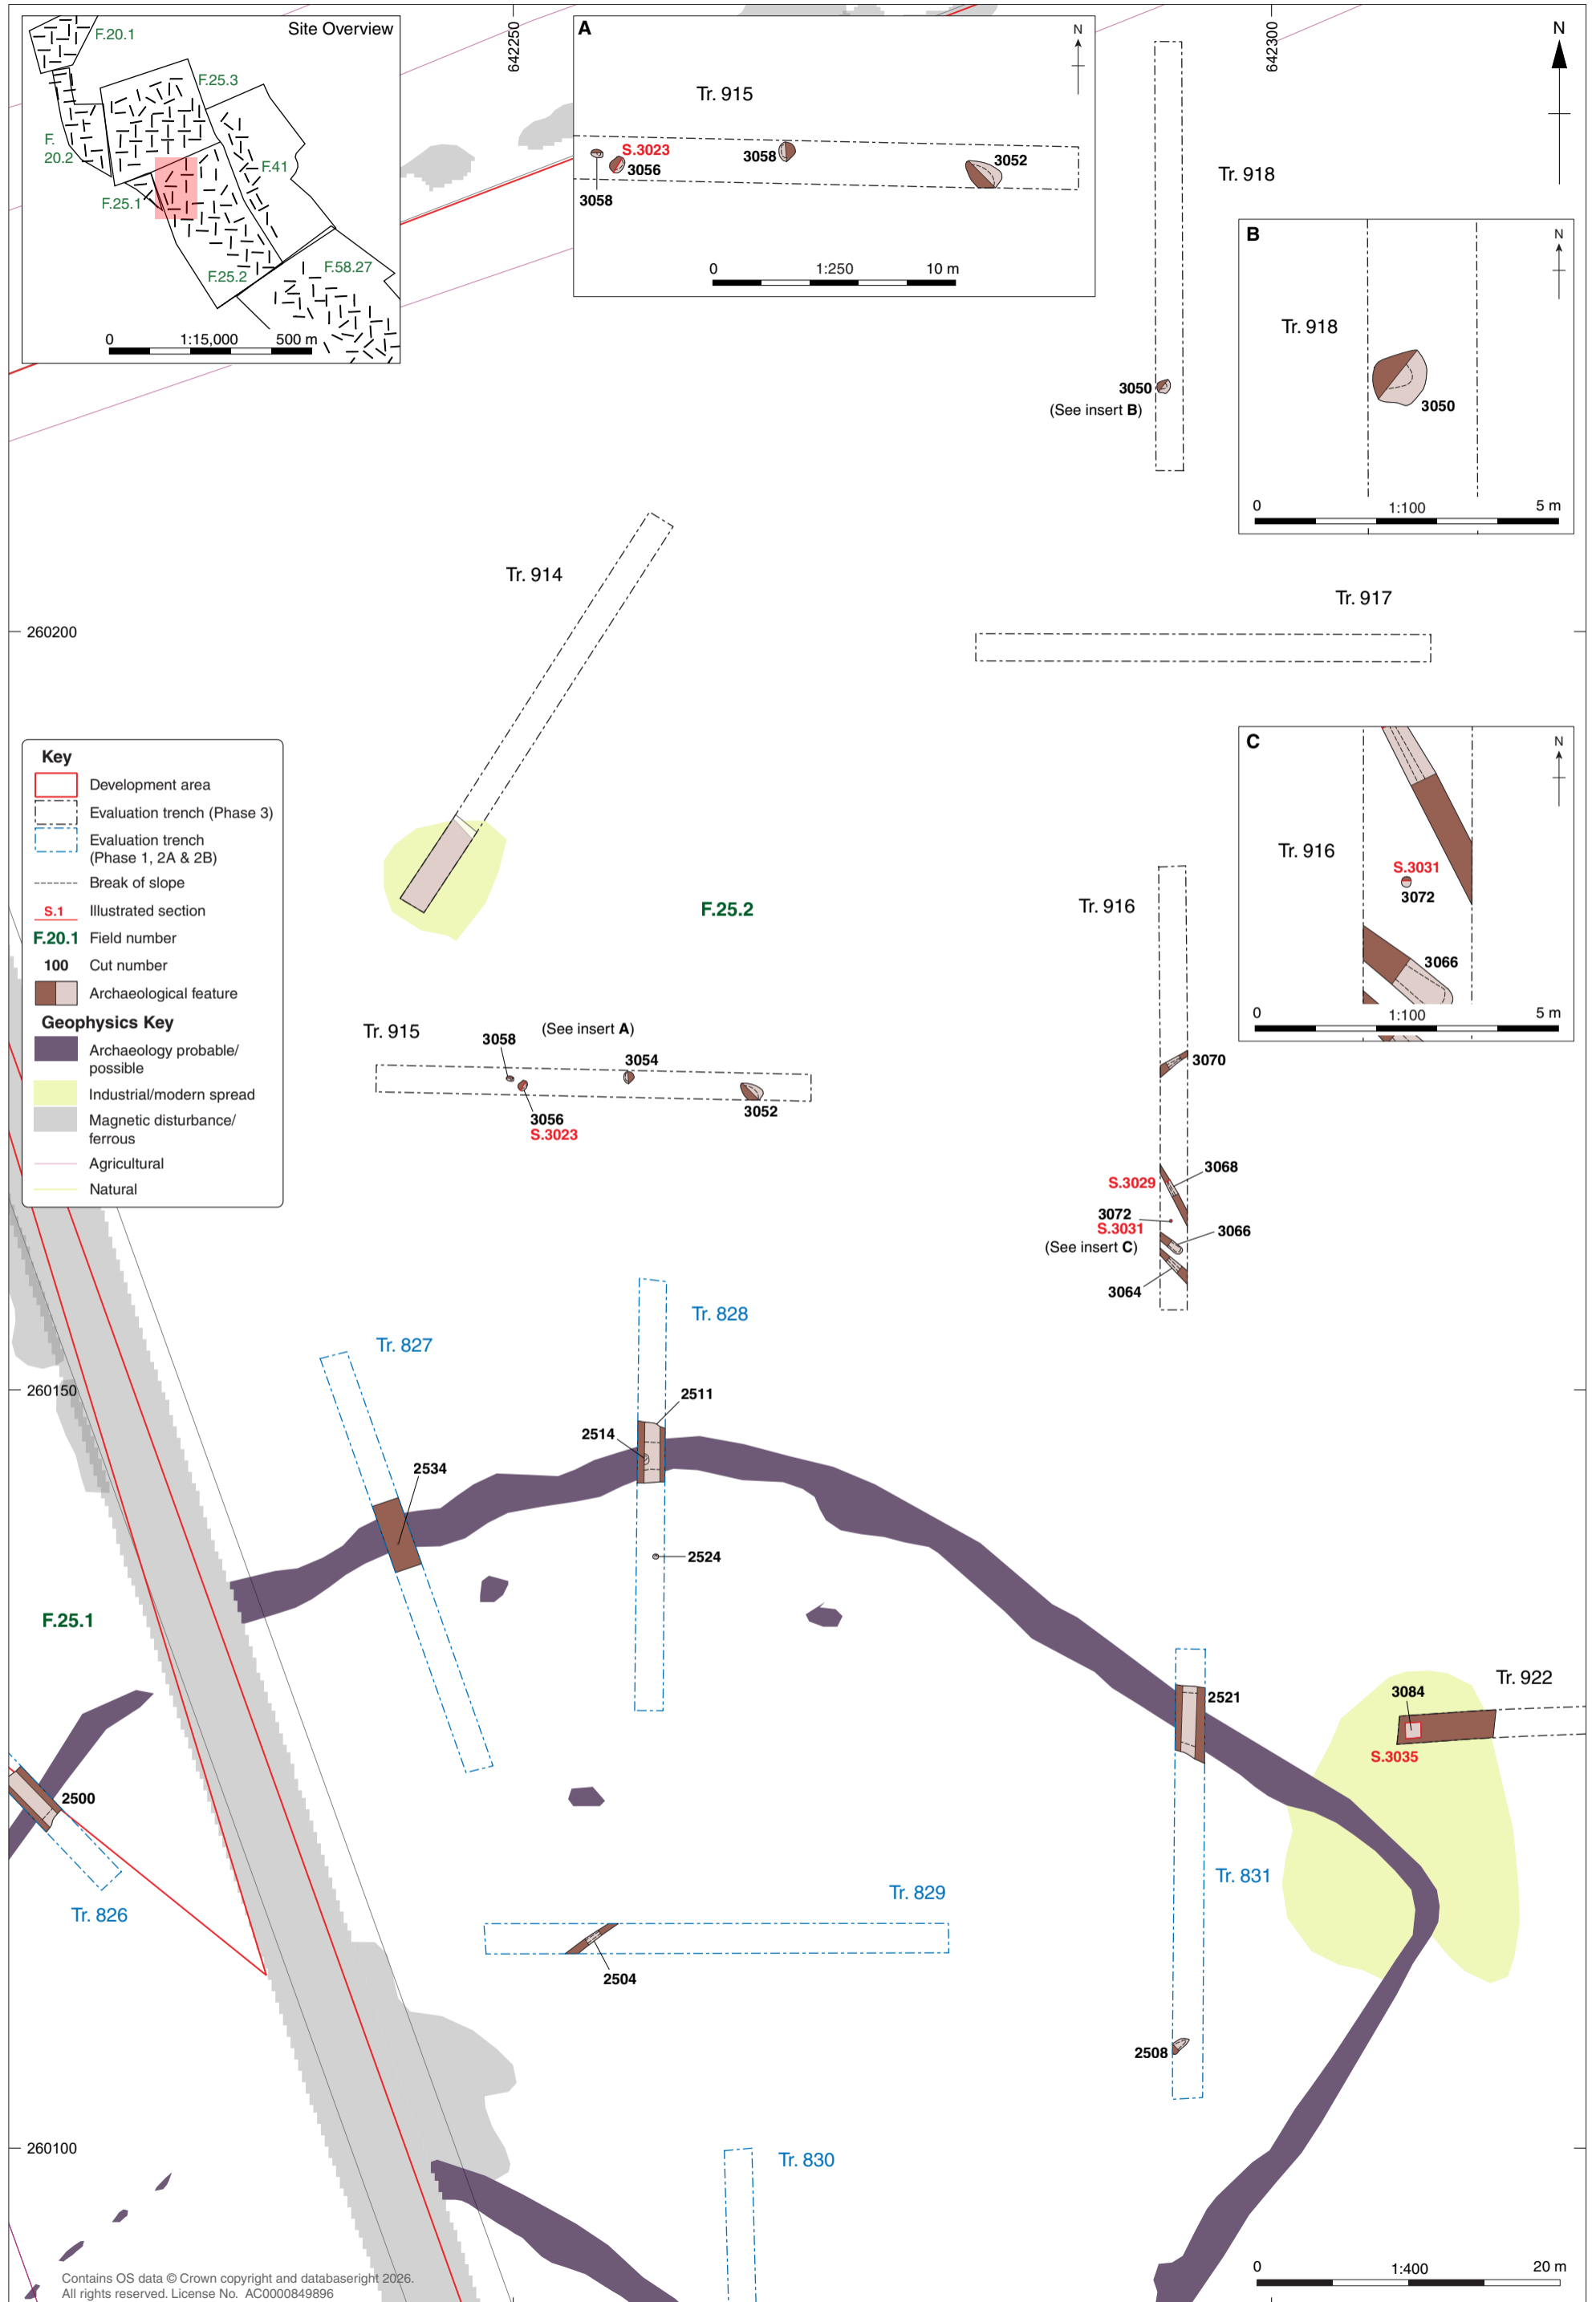 Site Overview
F.20.1
F.25.3
F.
20.2
F.41
F.25.1
F.25.2
F.58.27
0 1:15,000 500 m
642250
642300
A
N
Tr. 915
S.3023
3056
3058
3058
3052
0 1:250 10 m
N
Tr. 918
3050
(See insert B)
B
N
Tr. 918
3050
0 1:100 5 m
Tr. 914
Tr. 917
260200
Key
Development area
Evaluation trench (Phase 3)
Evaluation trench
(Phase 1, 2A & 2B)
Break of slope
S.1 Illustrated section
F.20.1 Field number
100 Cut number
Archaeological feature
Geophysics Key
Archaeology probable/
possible
Industrial/modern spread
Magnetic disturbance/
ferrous
Agricultural
Natural
C
N
Tr. 916
S.3031
3072
3066
0 1:100 5 m
F.25.2
Tr. 916
Tr. 915
(See insert A)
3058
3054
3056
S.3023
3052
3070
3068
S.3029
3072
S.3031
3066
(See insert C)
3064
Tr. 828
Tr. 827
260150
2511
2514
2534
2524
F.25.1
2521
Tr. 922
3084
S.3035
2500
Tr. 826
Tr. 831
Tr. 829
2504
2508
260100
Tr. 830
0 1:400 20 m
Contains OS data © Crown copyright and databaseright 2026.
All rights reserved. License No. AC0000849896